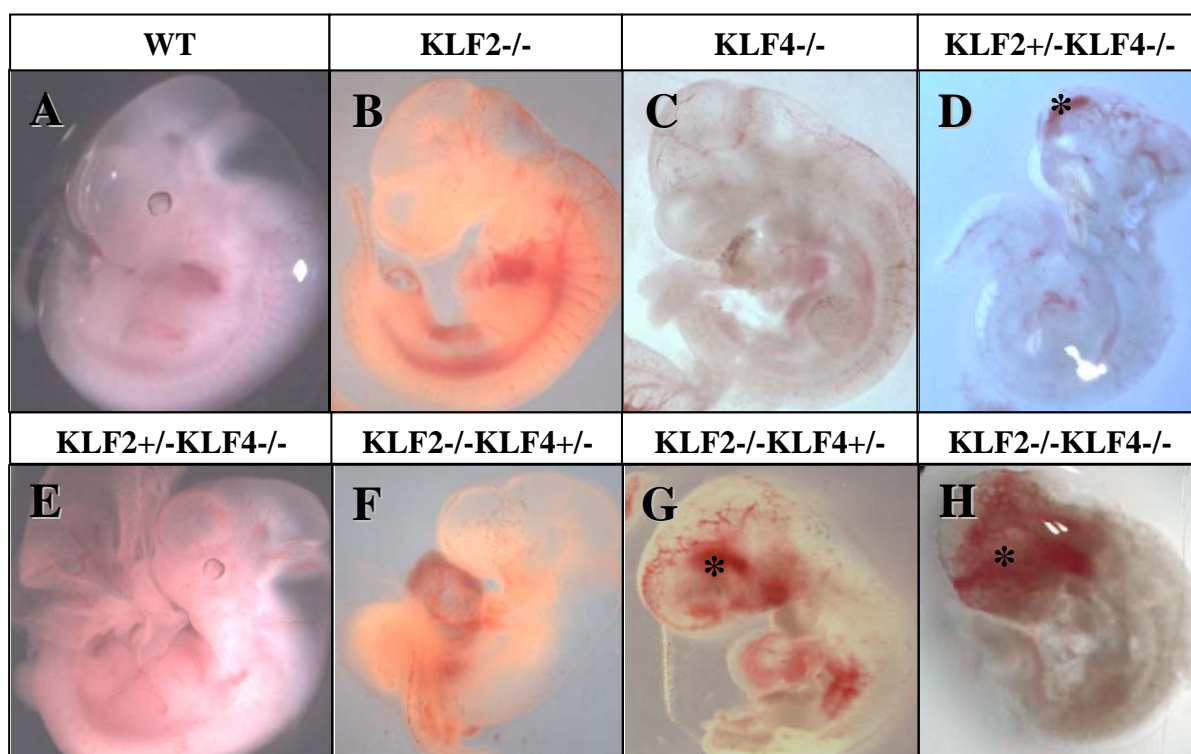 WT KLF2-/- KLF4-/- KLF2+/-KLF4-/-
A B C D *
KLF2+/-KLF4-/- KLF2-/-KLF4+/- KLF2-/-KLF4+/- KLF2-/-KLF4-/-
E F G H
* *